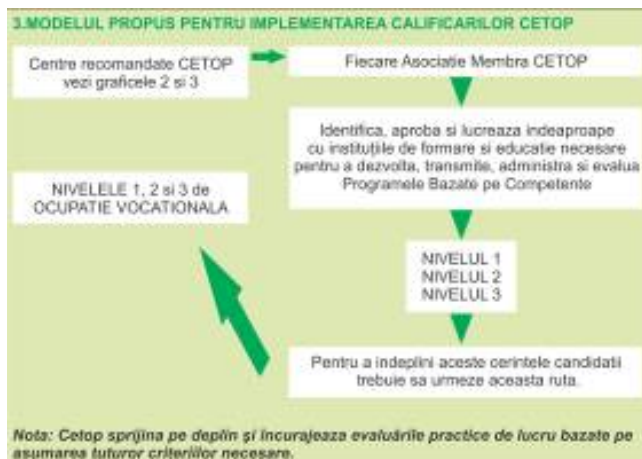 3.MODELUL PROPUS PENTRU IMPLEMENTAREA CALIFICARILOR CETOP
Centre recomandate CETOP
vezi graficele 2 si 3
Fiecare Asociatie Membra CETOP
Identifica, aproba si lucreaza indeaproape
cu instituțiile de formare si educatie necesare
pentru a dezvolta, transmite, administra si evalua
Programele Bazate pe Competente
NIVELELE 1, 2 si 3 de
OCUPATIE VOCATIONALA
NIVELUL 1
NIVELUL 2
NIVELUL 3
Pentru a indeplini aceste cerintele candidatii
trebuie sa urmeze aceasta ruta.
Nota: Cetop sprijina pe deplin și încurajeaza evaluările practice de lucru bazate pe
asumarea tuturor criteriilor necesare.